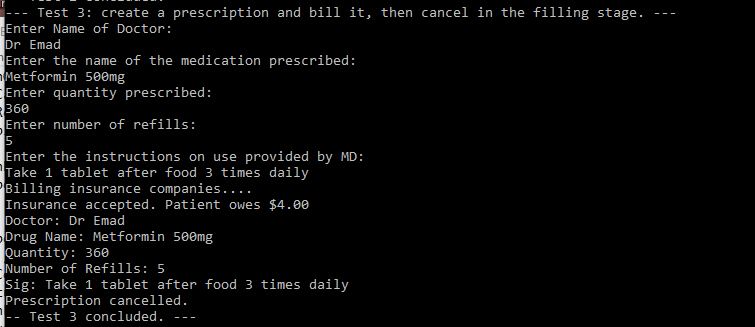 --- Test 3: create a prescription and bill it, then cancel in the filling stage. ---
Enter Name of Doctor:
Dr Emad
Enter the name of the medication prescribed:
Metformin 500mg
Enter quantity prescribed:
360
Enter number of refills:
5
Enter the instructions on use provided by MD:
Take 1 tablet after food 3 times daily
Billing insurance companies....
Insurance accepted. Patient owes $4.00
Doctor: Dr Emad
Drug Name: Metformin 500mg
Quantity: 360
Number of Refills: 5
Sig: Take 1 tablet after food 3 times daily
Prescription cancelled.
-- Test 3 concluded. ---